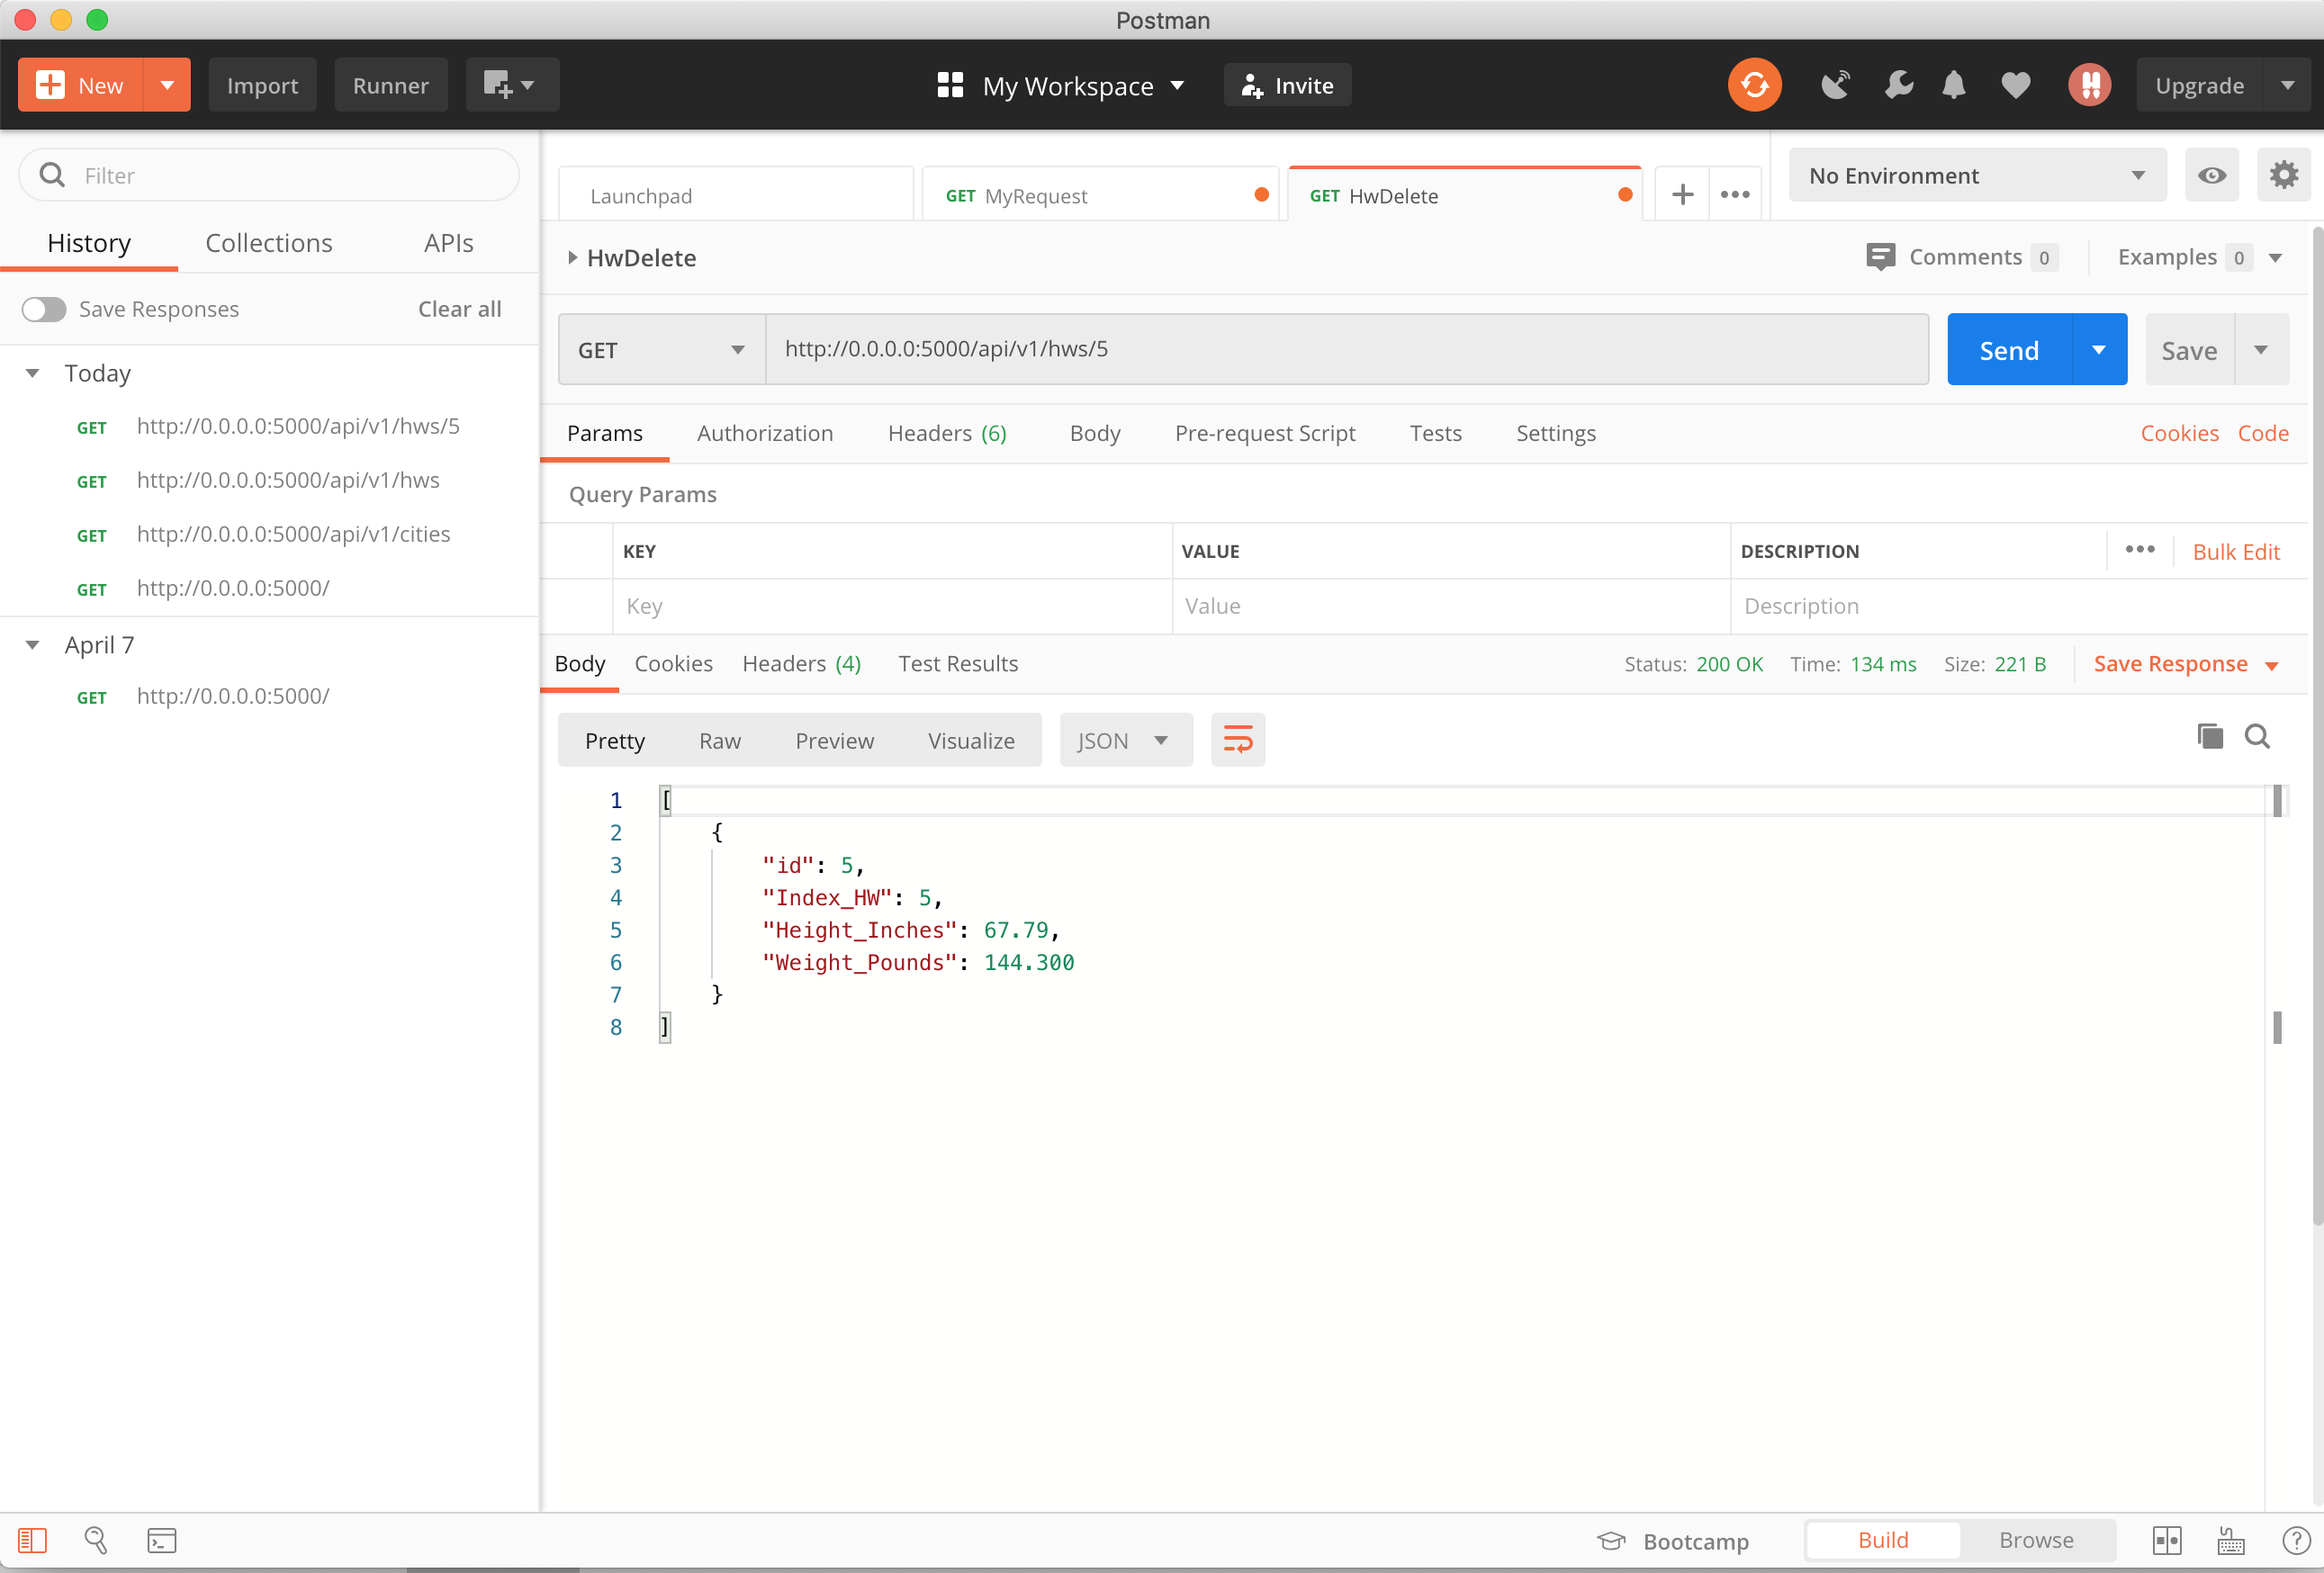 Postman
New Import Runner My Workspace Invite Upgrade
Filter
History Collections APIs
Save Responses Clear all
Today
GET http://0.0.0.0:5000/api/v1/hws/5
GET http://0.0.0.0:5000/api/v1/hws
GET http://0.0.0.0:5000/api/v1/cities
GET http://0.0.0.0:5000/
April 7
GET http://0.0.0.0:5000/
Launchpad GET MyRequest GET HwDelete No Environment
HwDelete Comments 0 Examples 0
GET http://0.0.0.0:5000/api/v1/hws/5 Send Save
Params Authorization Headers (6) Body Pre-request Script Tests Settings Cookies Code
Query Params
KEY VALUE DESCRIPTION Bulk Edit
Key Value Description
Body Cookies Headers (4) Test Results Status: 200 OK Time: 134 ms Size: 221 B Save Response
Pretty Raw Preview Visualize JSON
1 [
2 {
3 "id": 5,
4 "Index_HW": 5,
5 "Height_Inches": 67.79,
6 "Weight_Pounds": 144.300
7 }
8 ]
Bootcamp Build Browse